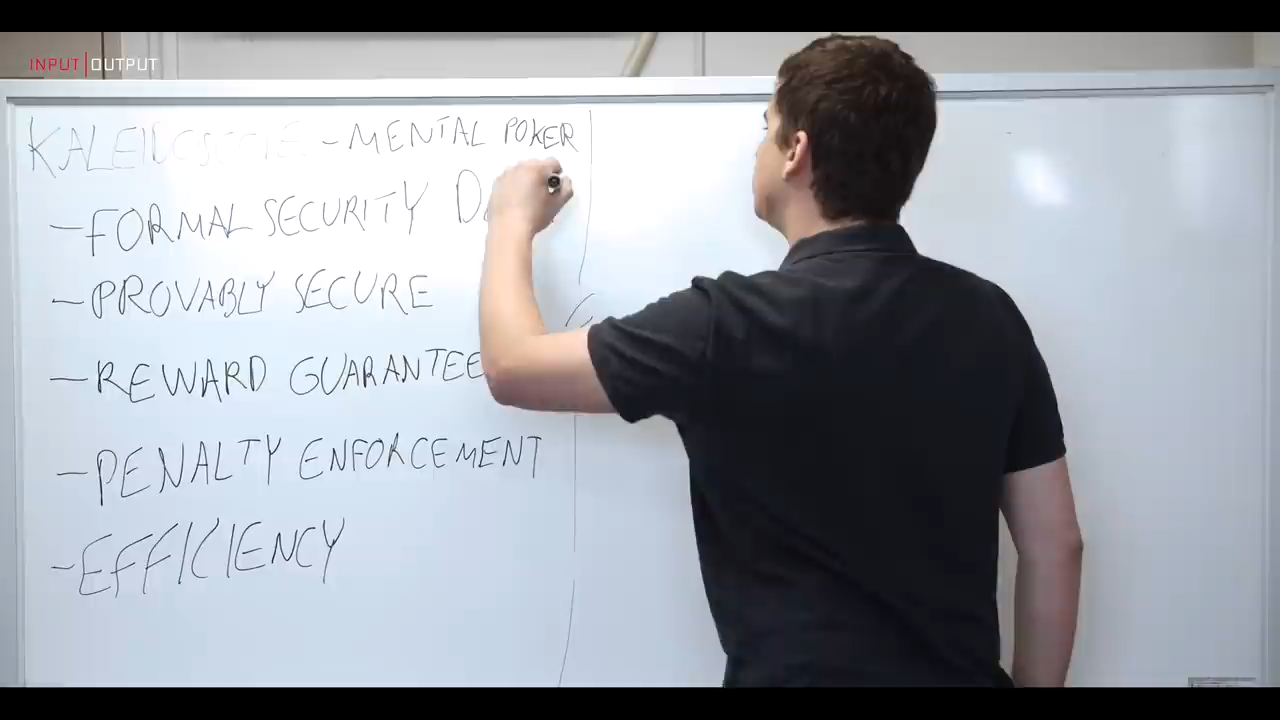 INPUT|OUTPUT
KALEIDOSCOPE - MENTAL POKER
- FORMAL SECURITY
- PROVABLY SECURE
- REWARD GUARANTEE
- PENALTY ENFORCEMENT
- EFFICIENCY